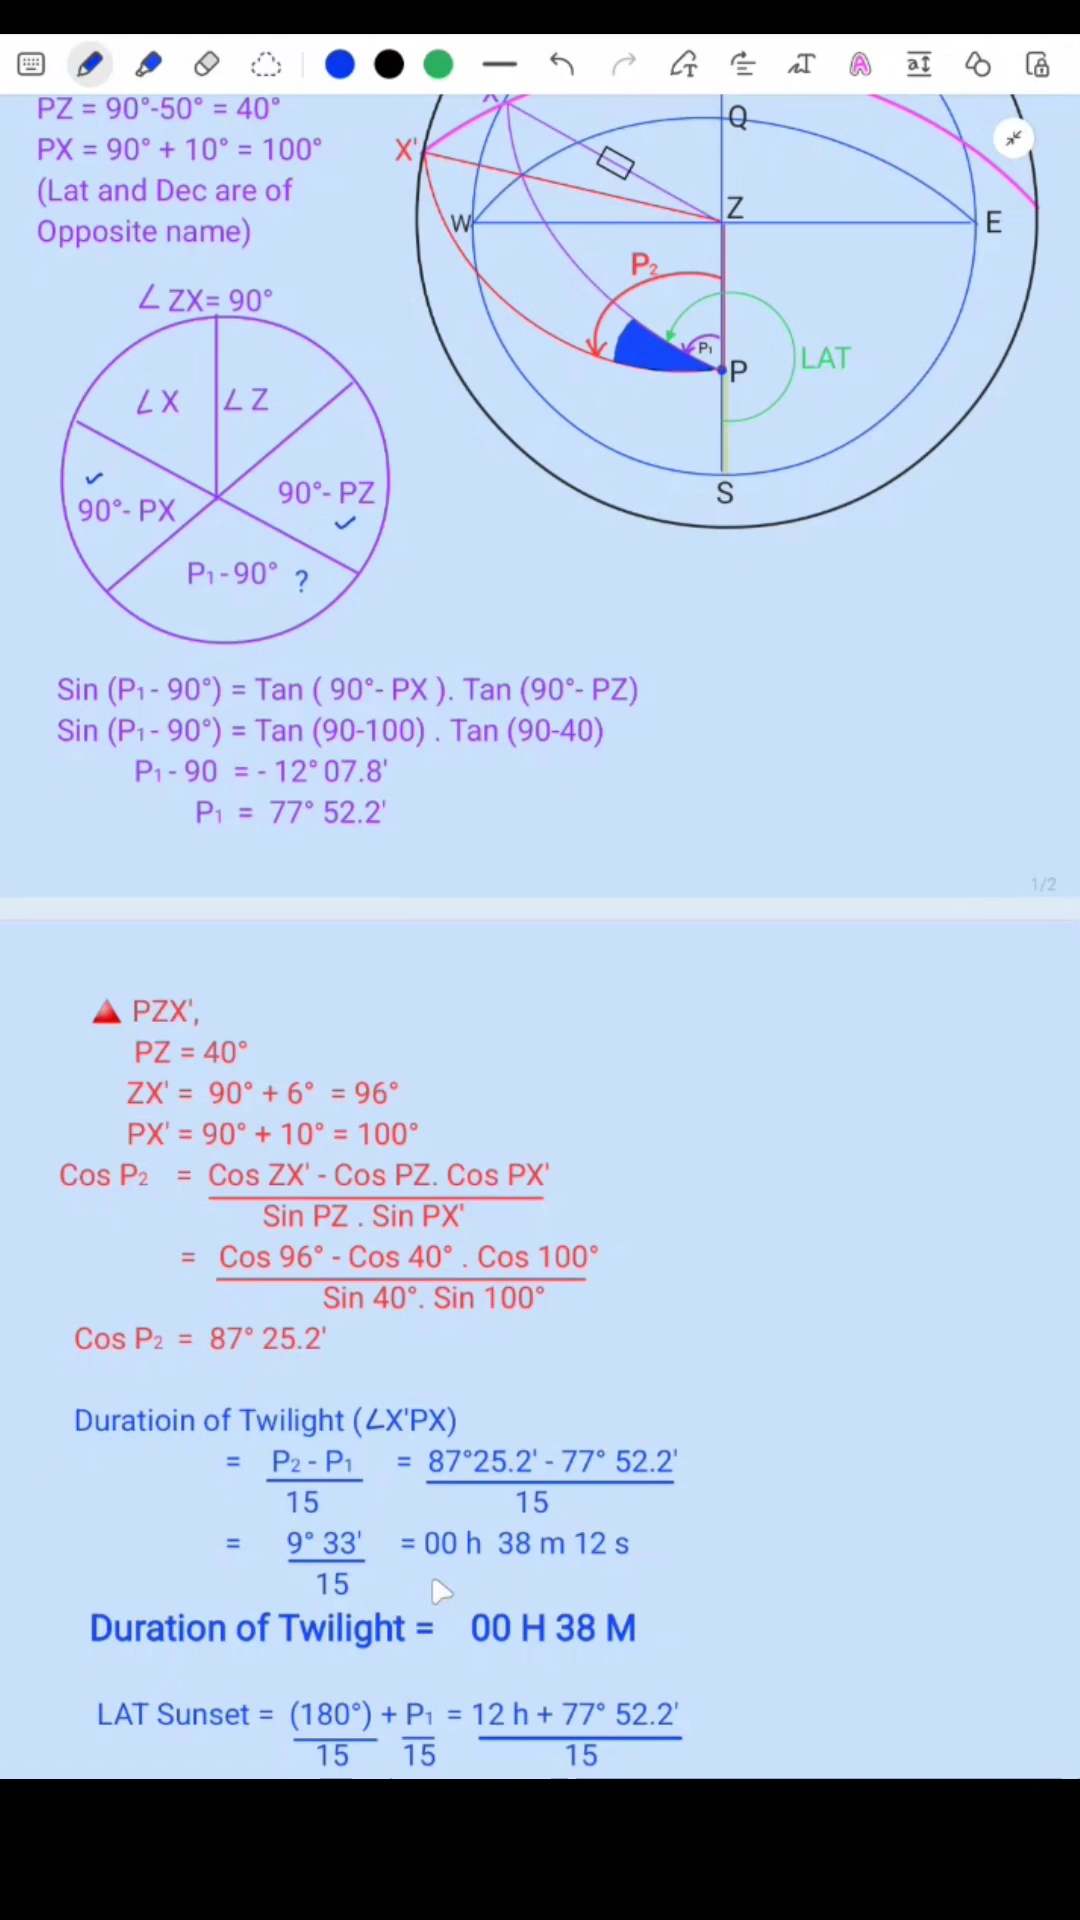 PZ = 90°-50° = 40°
PX = 90° + 10° = 100°
(Lat and Dec are of
Opposite name)
X'
Q
Z
W
E
P₂
P₁
P
LAT
S
∠ ZX= 90°
∠ X
∠ Z
90°- PX
90°- PZ
P₁ - 90° ?
Sin (P₁ - 90°) = Tan ( 90°- PX ). Tan (90°- PZ)
Sin (P₁ - 90°) = Tan (90-100) . Tan (90-40)
P₁ - 90 = - 12° 07.8'
P₁ = 77° 52.2'
1/2
PZX',
PZ = 40°
ZX' = 90° + 6° = 96°
PX' = 90° + 10° = 100°
Cos P₂ = Cos ZX' - Cos PZ. Cos PX'
Sin PZ . Sin PX'
= Cos 96° - Cos 40° . Cos 100°
Sin 40°. Sin 100°
Cos P₂ = 87° 25.2'
Duratioin of Twilight (∠X'PX)
= P₂ - P₁ = 87°25.2' - 77° 52.2'
15 15
= 9° 33' = 00 h 38 m 12 s
15
Duration of Twilight = 00 H 38 M
LAT Sunset = (180°) + P₁ = 12 h + 77° 52.2'
15 15 15